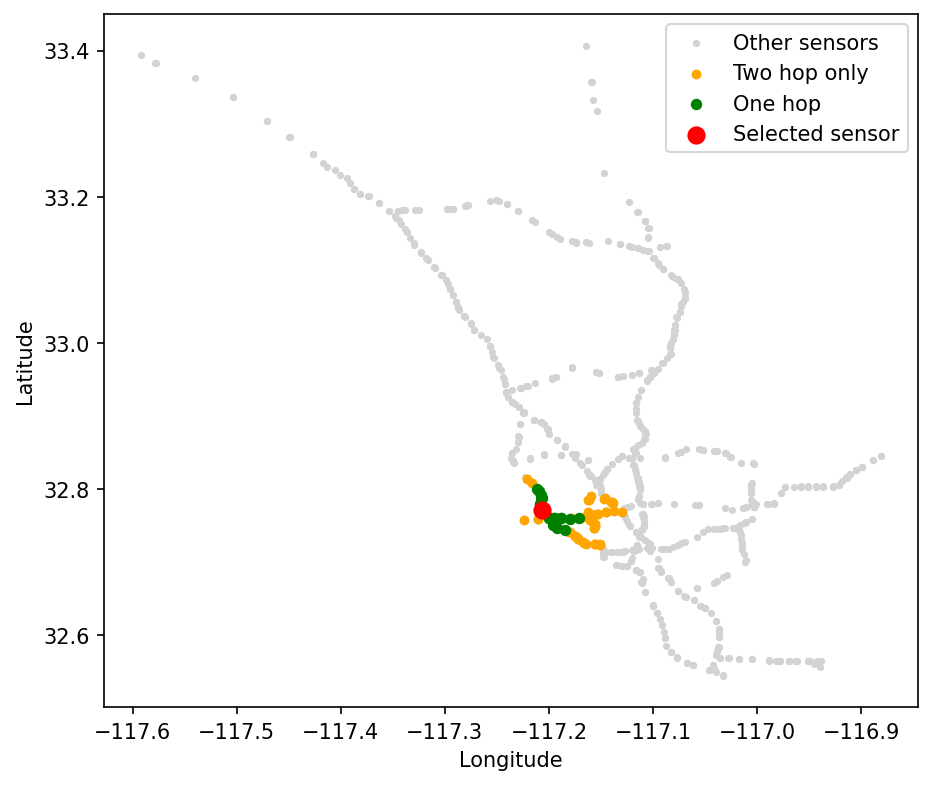 33.4
33.2
33.0
32.8
32.6
Latitude
Other sensors
Two hop only
One hop
Selected sensor
−117.6 −117.5 −117.4 −117.3 −117.2 −117.1 −117.0 −116.9
Longitude